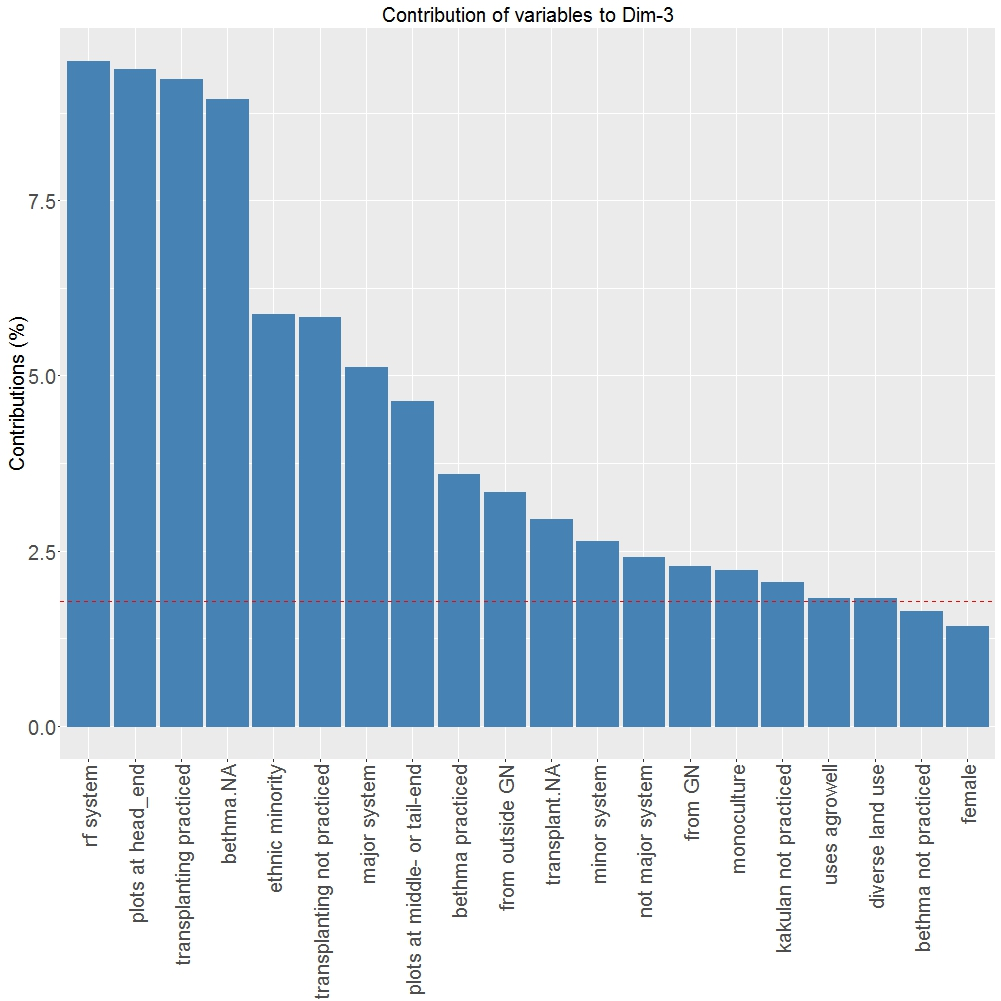 Contribution of variables to Dim-3
Contributions (%)
7.5
5.0
2.5
0.0
rf system
plots at head_end
transplanting practiced
bethma.NA
ethnic minority
transplanting not practiced
major system
plots at middle- or tail-end
bethma practiced
from outside GN
transplant.NA
minor system
not major system
from GN
monoculture
kakulan not practiced
uses agrowell
diverse land use
bethma not practiced
female